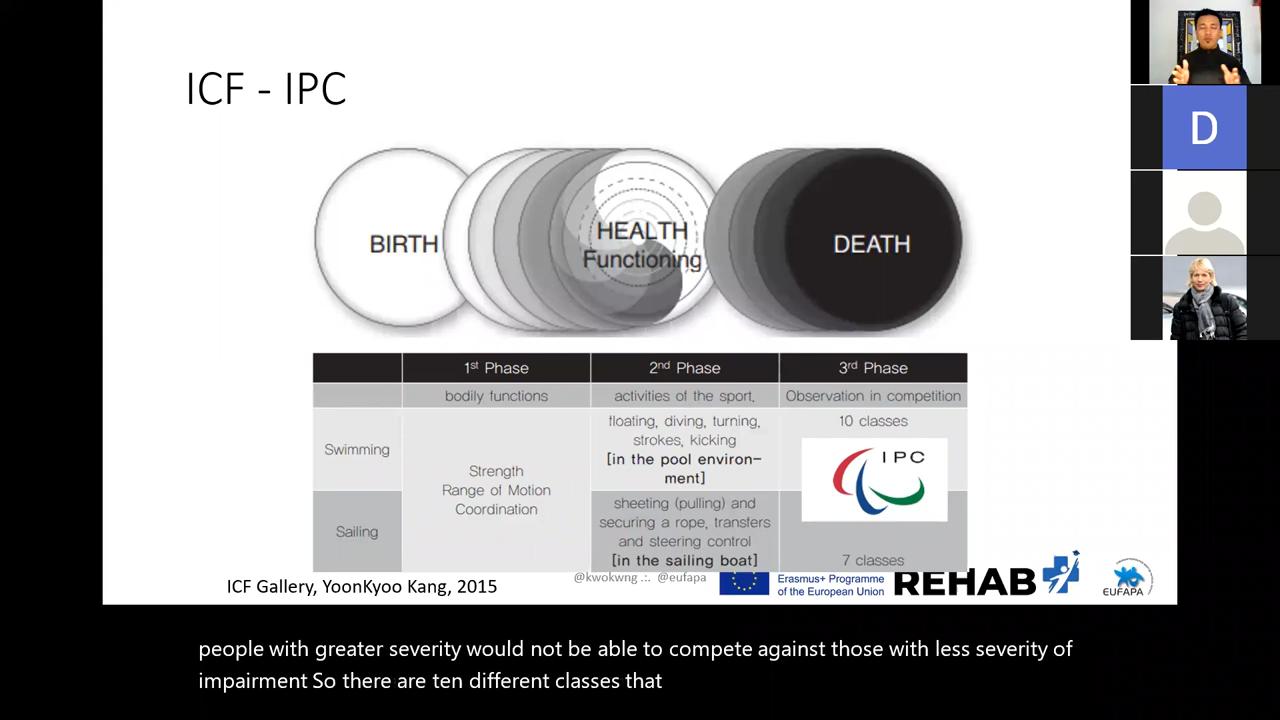 ICF - IPC
BIRTH
HEALTH
Functioning
DEATH
1st Phase
2nd Phase
3rd Phase
bodily functions
activities of the sport,
Observation in competition
Swimming
Strength
Range of Motion
Coordination
floating, diving, turning,
strokes, kicking
[in the pool environ-
ment]
10 classes
IPC
Sailing
sheeting (pulling) and
securing a rope, transfers
and steering control
[in the sailing boat]
7 classes
ICF Gallery, YoonKyoo Kang, 2015
@kwokwng .:. @eufapa
Erasmus+ Programme
of the European Union
REHAB
EUFAPA
D
people with greater severity would not be able to compete against those with less severity of
impairment So there are ten different classes that